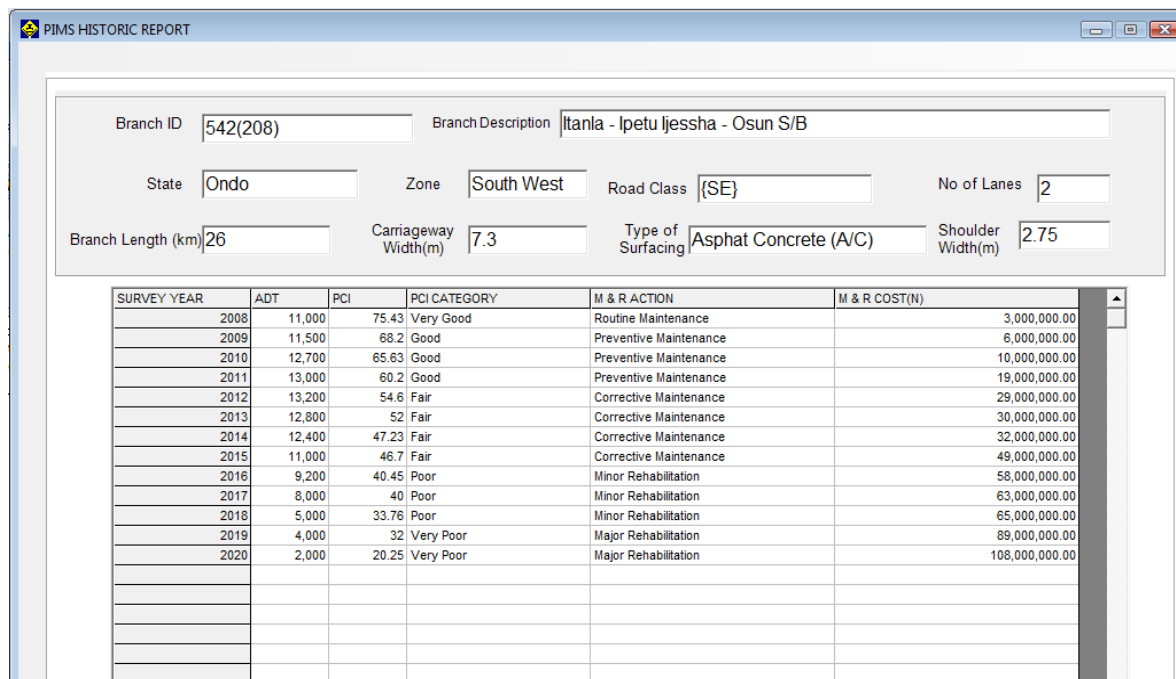 PIMS HISTORIC REPORT
Branch ID 542(208) Branch Description Itanla - Ipetu Ijessha - Osun S/B
State Ondo Zone South West Road Class {SE} No of Lanes 2
Branch Length (km) 26 Carriageway Width(m) 7.3 Type of Surfacing Asphat Concrete (A/C) Shoulder Width(m) 2.75
SURVEY YEAR ADT PCI PCI CATEGORY M & R ACTION M & R COST(N)
2008 11,000 75.43 Very Good Routine Maintenance 3,000,000.00
2009 11,500 68.2 Good Preventive Maintenance 6,000,000.00
2010 12,700 65.63 Good Preventive Maintenance 10,000,000.00
2011 13,000 60.2 Good Preventive Maintenance 19,000,000.00
2012 13,200 54.6 Fair Corrective Maintenance 29,000,000.00
2013 12,800 52 Fair Corrective Maintenance 30,000,000.00
2014 12,400 47.23 Fair Corrective Maintenance 32,000,000.00
2015 11,000 46.7 Fair Corrective Maintenance 49,000,000.00
2016 9,200 40.45 Poor Minor Rehabilitation 58,000,000.00
2017 8,000 40 Poor Minor Rehabilitation 63,000,000.00
2018 5,000 33.76 Poor Minor Rehabilitation 65,000,000.00
2019 4,000 32 Very Poor Major Rehabilitation 89,000,000.00
2020 2,000 20.25 Very Poor Major Rehabilitation 108,000,000.00